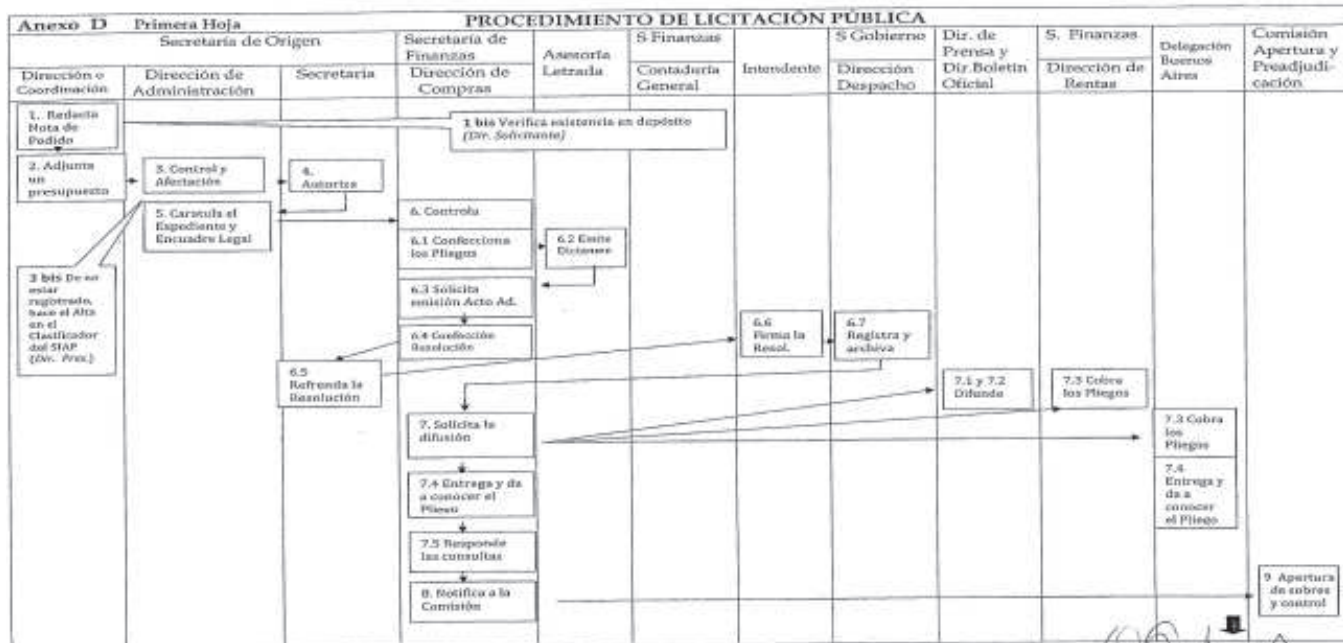 Anexo D Primera Hoja PROCEDIMIENTO DE LICITACIÓN PÚBLICA
Secretaría de Origen
Dirección o
Coordinación
Dirección de
Administración
Secretaría
Secretaría de
Finanzas
Dirección de
Compras
Asesoría
Letrada
S Finanzas
Contaduría
General
Intendente
S Gobierno
Dirección
Despacho
Dir. de
Prensa y
Dir.Boletín
Oficial
S. Finanzas
Dirección de
Rentas
Delegación
Buenos
Aires
Comisión
Apertura y
Preadjudi-
cación
1. Redacta
Nota de
Pedido
1 bis Verifica existencia en depósito
(Dir. Solicitante)
2. Adjunta
un
presupuesto
3. Control y
Afectación
4.
Autoriza
5. Caratula el
Expediente y
Encuadre Legal
3 bis De no
estar
registrado,
hace el Alta
en el
Clasificador
del SIAP
(Dir. Pres.)
6. Controla
6.1 Confecciona
los Pliegos
6.2 Emite
Dictamen
6.3 Solicita
emisión Acto Ad.
6.4 Confección
Resolución
6.5
Refrenda la
Resolución
6.6
Firma la
Resol.
6.7
Registra y
archiva
7. Solicita la
difusión
7.1 y 7.2
Difunde
7.3 Cobra
los Pliegos
7.3 Cobra
los
Pliegos
7.4
Entrega y
da a
conocer
el Pliego
7.4 Entrega y da
a conocer el
Pliego
7.5 Responde
las consultas
8. Notifica a la
Comisión
9 Apertura
de sobres
y control